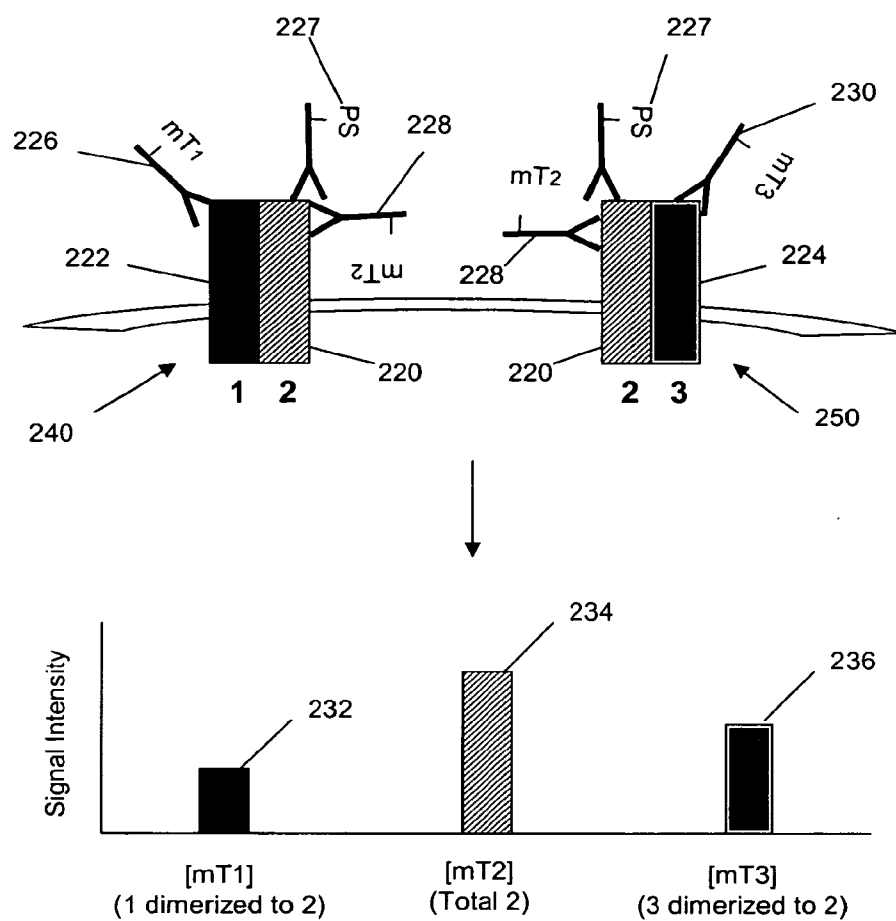 227
227
PS
PS
230
226
mT1
228
mT3
mT2
222
mT2
228
224
220
220
1 2
2 3
240
250
234
236
232
Signal Intensity
[mT1]
(1 dimerized to 2)
[mT2]
(Total 2)
[mT3]
(3 dimerized to 2)